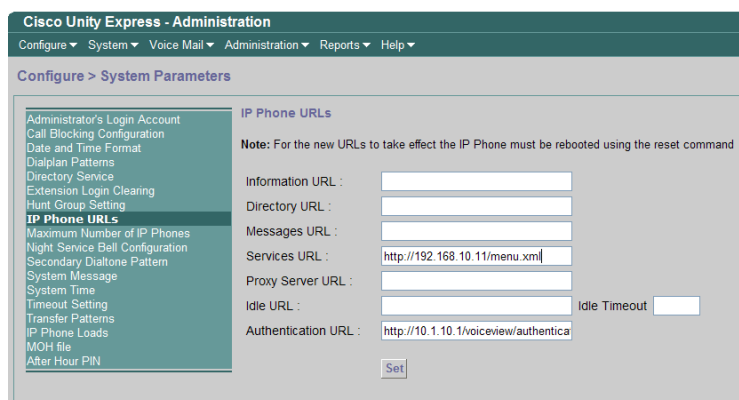 Cisco Unity Express - Administration
Configure System Voice Mail Administration Reports Help
Configure > System Parameters
Administrator's Login Account
Call Blocking Configuration
Date and Time Format
Dialplan Patterns
Directory Service
Extension Login Clearing
Hunt Group Setting
IP Phone URLs
Maximum Number of IP Phones
Night Service Bell Configuration
Secondary Dialtone Pattern
System Message
System Time
Timeout Setting
Transfer Patterns
IP Phone Loads
MOH file
After Hour PIN
IP Phone URLs
Note: For the new URLs to take effect the IP Phone must be rebooted using the reset command
Information URL :
Directory URL :
Messages URL :
Services URL : http://192.168.10.11/menu.xml
Proxy Server URL :
Idle URL : Idle Timeout
Authentication URL : http://10.1.10.1/voiceview/authentica
Set